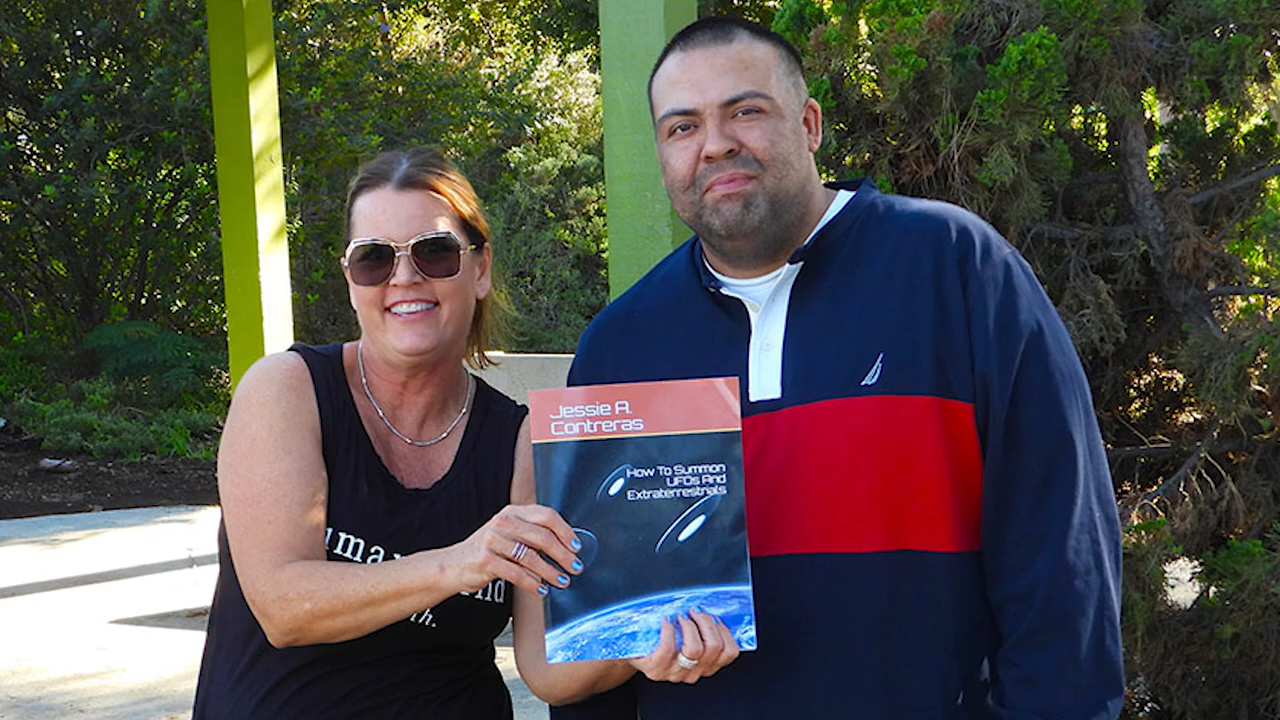 Jessie A.
Contreras
How To Summon
UFOs And
Extraterrestrials